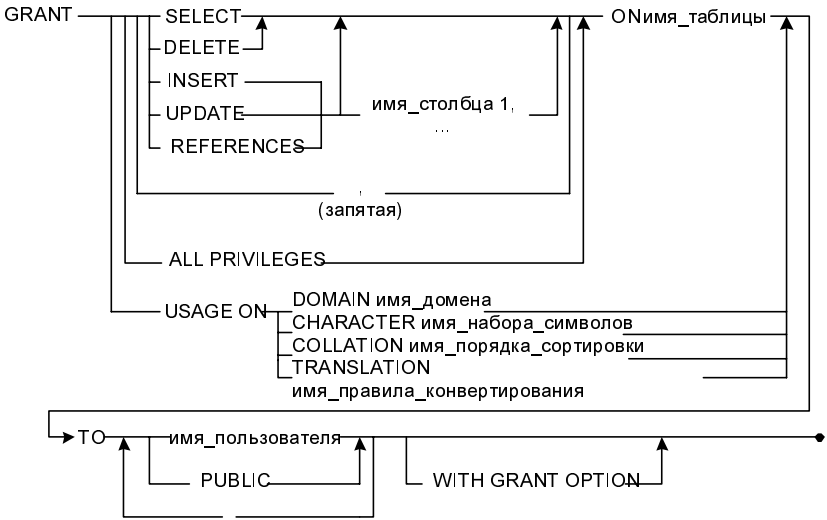 GRANT
SELECT
ONимя_таблицы
DELETE
INSERT
UPDATE
имя_столбца 1,
...
REFERENCES
,
(запятая)
ALL PRIVILEGES
USAGE ON
DOMAIN имя_домена
CHARACTER имя_набора_символов
COLLATION имя_порядка_сортировки
TRANSLATION
имя_правила_конвертирования
TO
имя_пользователя
PUBLIC
WITH GRANT OPTION